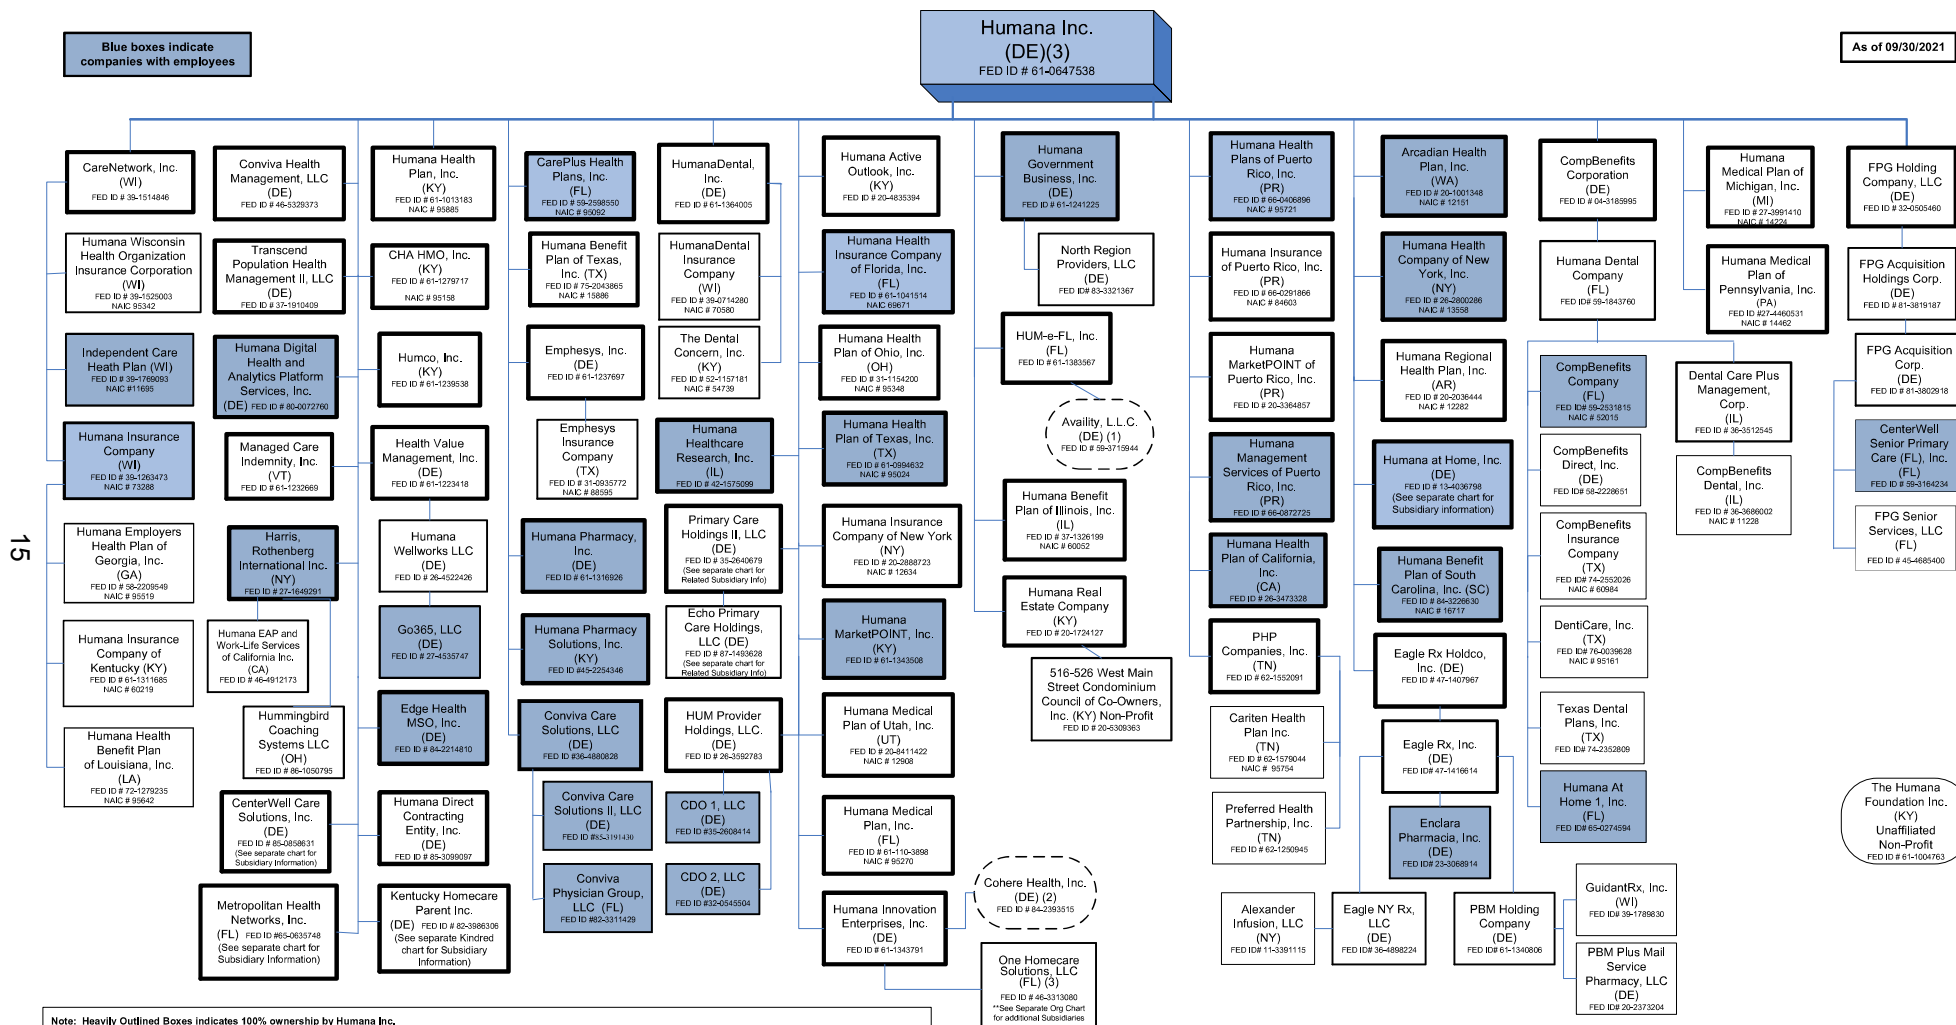 Blue boxes indicate
companies with employees
Humana Inc.
(DE)(3)
FED ID # 61-0647538
As of 09/30/2021
CareNetwork, Inc.
(WI)
FED ID # 39-1514846
Humana Wisconsin
Health Organization
Insurance Corporation
(WI)
FED ID # 39-1525003
NAIC 95342
Independent Care
Heath Plan (WI)
FED ID # 39-1769093
NAIC #11695
Humana Insurance
Company
(WI)
FED ID # 39-1263473
NAIC # 73288
Humana Employers
Health Plan of
Georgia, Inc.
(GA)
FED ID # 58-2209549
NAIC # 95519
Humana Insurance
Company of
Kentucky (KY)
FED ID # 61-1311685
NAIC # 60219
Humana Health
Benefit Plan
of Louisiana, Inc.
(LA)
FED ID # 72-1279235
NAIC # 95642
Conviva Health
Management, LLC
(DE)
FED ID # 46-5329373
Transcend
Population Health
Management II, LLC
(DE)
FED ID # 37-1910409
Humana Digital
Health and
Analytics Platform
Services, Inc.
(DE) FED ID # 80-0072760
Managed Care
Indemnity, Inc.
(VT)
FED ID # 61-1232669
Harris,
Rothenberg
International Inc.
(NY)
FED ID # 27-1649291
Humana EAP and
Work-Life Services
of California Inc.
(CA)
FED ID # 46-4912173
Hummingbird
Coaching
Systems LLC
(OH)
FED ID # 86-1050795
CenterWell Care
Solutions, Inc.
(DE)
FED ID # 85-0858631
(See separate chart for
Subsidiary Information)
Metropolitan Health
Networks, Inc.
(FL) FED ID #65-0635748
(See separate chart for
Subsidiary Information)
Humana Health
Plan, Inc.
(KY)
FED ID # 61-1013183
NAIC # 95885
CHA HMO, Inc.
(KY)
FED ID # 61-1279717
NAIC # 95158
Humco, Inc.
(KY)
FED ID # 61-1239538
Health Value
Management, Inc.
(DE)
FED ID # 61-1223418
Humana
Wellworks LLC
(DE)
FED ID # 26-4522426
Go365, LLC
(DE)
FED ID # 27-4535747
Edge Health
MSO, Inc.
(DE)
FED ID # 84-2214810
Humana Direct
Contracting
Entity, Inc.
(DE)
FED ID # 85-3099097
Kentucky Homecare
Parent Inc.
(DE) FED ID # 82-3986306
(See separate Kindred
chart for Subsidiary
Information)
CarePlus Health
Plans, Inc.
(FL)
FED ID # 59-2598550
NAIC # 95092
Humana Benefit
Plan of Texas,
Inc. (TX)
FED ID # 75-2043865
NAIC # 15886
Emphesys, Inc.
(DE)
FED ID # 61-1237697
Emphesys
Insurance
Company
(TX)
FED ID # 31-0935772
NAIC # 88595
Humana Pharmacy,
Inc.
(DE)
FED ID # 61-1316926
Humana Pharmacy
Solutions, Inc.
(KY)
FED ID #45-2254346
Conviva Care
Solutions, LLC
(DE)
FED ID #36-4880828
Conviva Care
Solutions II, LLC
(DE)
FED ID #85-3191430
Conviva
Physician Group,
LLC (FL)
FED ID #82-3311429
HumanaDental,
Inc.
(DE)
FED ID # 61-1364005
HumanaDental
Insurance
Company
(WI)
FED ID # 39-0714280
NAIC # 70580
The Dental
Concern, Inc.
(KY)
FED ID # 52-1157181
NAIC # 54739
Humana
Healthcare
Research, Inc.
(IL)
FED ID # 42-1575099
Primary Care
Holdings II, LLC
(DE)
FED ID # 35-2640679
(See separate chart for
Related Subsidiary Info)
Echo Primary
Care Holdings,
LLC (DE)
FED ID # 87-1493628
(See separate chart for
Related Subsidiary Info)
HUM Provider
Holdings, LLC.
(DE)
FED ID # 26-3592783
CDO 1, LLC
(DE)
FED ID #35-2608414
CDO 2, LLC
(DE)
FED ID #32-0545504
Humana Active
Outlook, Inc.
(KY)
FED ID # 20-4835394
Humana Health
Insurance Company
of Florida, Inc.
(FL)
FED ID # 61-1041514
NAIC 69671
Humana Health
Plan of Ohio, Inc.
(OH)
FED ID # 31-1154200
NAIC # 95348
Humana Health
Plan of Texas, Inc.
(TX)
FED ID # 61-0994632
NAIC # 95024
Humana Insurance
Company of New York
(NY)
FED ID # 20-2888723
NAIC # 12634
Humana
MarketPOINT, Inc.
(KY)
FED ID # 61-1343508
Humana Medical
Plan of Utah, Inc.
(UT)
FED ID # 20-8411422
NAIC # 12908
Humana Medical
Plan, Inc.
(FL)
FED ID # 61-110-3898
NAIC # 95270
Humana Innovation
Enterprises, Inc.
(DE)
FED ID # 61-1343791
Cohere Health, Inc.
(DE) (2)
FED ID # 84-2393515
One Homecare
Solutions, LLC
(FL) (3)
FED ID # 46-3313080
**See Separate Org Chart
for additional Subsidiaries
Humana
Government
Business, Inc.
(DE)
FED ID # 61-1241225
North Region
Providers, LLC
(DE)
FED ID# 83-3321367
HUM-e-FL, Inc.
(FL)
FED ID # 61-1383567
Availity, L.L.C.
(DE) (1)
FED ID # 59-3715944
Humana Benefit
Plan of Illinois, Inc.
(IL)
FED ID # 37-1326199
NAIC # 60052
Humana Real
Estate Company
(KY)
FED ID # 20-1724127
516-526 West Main
Street Condominium
Council of Co-Owners,
Inc. (KY) Non-Profit
FED ID # 20-5309363
Humana Health
Plans of Puerto
Rico, Inc.
(PR)
FED ID # 66-0406896
NAIC # 95721
Humana Insurance
of Puerto Rico, Inc.
(PR)
FED ID # 66-0291866
NAIC # 84603
Humana
MarketPOINT of
Puerto Rico, Inc.
(PR)
FED ID # 20-3364857
Humana
Management
Services of Puerto
Rico, Inc.
(PR)
FED ID # 66-0872725
Humana Health
Plan of California,
Inc.
(CA)
FED ID # 26-3473328
PHP
Companies, Inc.
(TN)
FED ID # 62-1552091
Cariten Health
Plan Inc.
(TN)
FED ID # 62-1579044
NAIC # 95754
Preferred Health
Partnership, Inc.
(TN)
FED ID # 62-1250945
Alexander
Infusion, LLC
(NY)
FED ID# 11-3391115
Arcadian Health
Plan, Inc.
(WA)
FED ID # 20-1001348
NAIC # 12151
Humana Health
Company of New
York, Inc.
(NY)
FED ID # 26-2800286
NAIC # 13558
Humana Regional
Health Plan, Inc.
(AR)
FED ID # 20-2036444
NAIC # 12282
Humana at Home, Inc.
(DE)
FED ID # 13-4036798
(See separate chart for
Subsidiary information)
Humana Benefit
Plan of South
Carolina, Inc. (SC)
FED ID # 84-3226630
NAIC # 16717
Eagle Rx Holdco,
Inc. (DE)
FED ID # 47-1407967
Eagle Rx, Inc.
(DE)
FED ID# 47-1416614
Enclara
Pharmacia, Inc.
(DE)
FED ID# 23-3068914
Eagle NY Rx,
LLC
(DE)
FED ID# 36-4898224
PBM Holding
Company
(DE)
FED ID# 61-1340806
GuidantRx, Inc.
(WI)
FED ID# 39-1789830
PBM Plus Mail
Service
Pharmacy, LLC
(DE)
FED ID# 20-2373204
CompBenefits
Corporation
(DE)
FED ID # 04-3185995
Humana Dental
Company
(FL)
FED ID# 59-1843760
CompBenefits
Company
(FL)
FED ID# 59-2531815
NAIC # 52015
CompBenefits
Direct, Inc.
(DE)
FED ID# 58-2228651
CompBenefits
Insurance
Company
(TX)
FED ID# 74-2552026
NAIC # 60984
DentiCare, Inc.
(TX)
FED ID# 76-0039628
NAIC # 95161
Texas Dental
Plans, Inc.
(TX)
FED ID# 74-2352809
Humana At
Home 1, Inc.
(FL)
FED ID# 65-0274594
Dental Care Plus
Management,
Corp.
(IL)
FED ID # 36-3512545
CompBenefits
Dental, Inc.
(IL)
FED ID # 36-3686002
NAIC # 11228
Humana
Medical Plan of
Michigan, Inc.
(MI)
FED ID # 27-3991410
NAIC # 14224
Humana Medical
Plan of
Pennsylvania, Inc.
(PA)
FED ID #27-4460531
NAIC # 14462
FPG Holding
Company, LLC
(DE)
FED ID # 32-0505460
FPG Acquisition
Holdings Corp.
(DE)
FED ID # 81-3819187
FPG Acquisition
Corp.
(DE)
FED ID # 81-3802918
CenterWell
Senior Primary
Care (FL), Inc.
(FL)
FED ID # 59-3164234
FPG Senior
Services, LLC
(FL)
FED ID # 45-4685400
The Humana
Foundation Inc.
(KY)
Unaffiliated
Non-Profit
FED ID # 61-1004763
15
Note: Heavily Outlined Boxes indicates 100% ownership by Humana Inc.